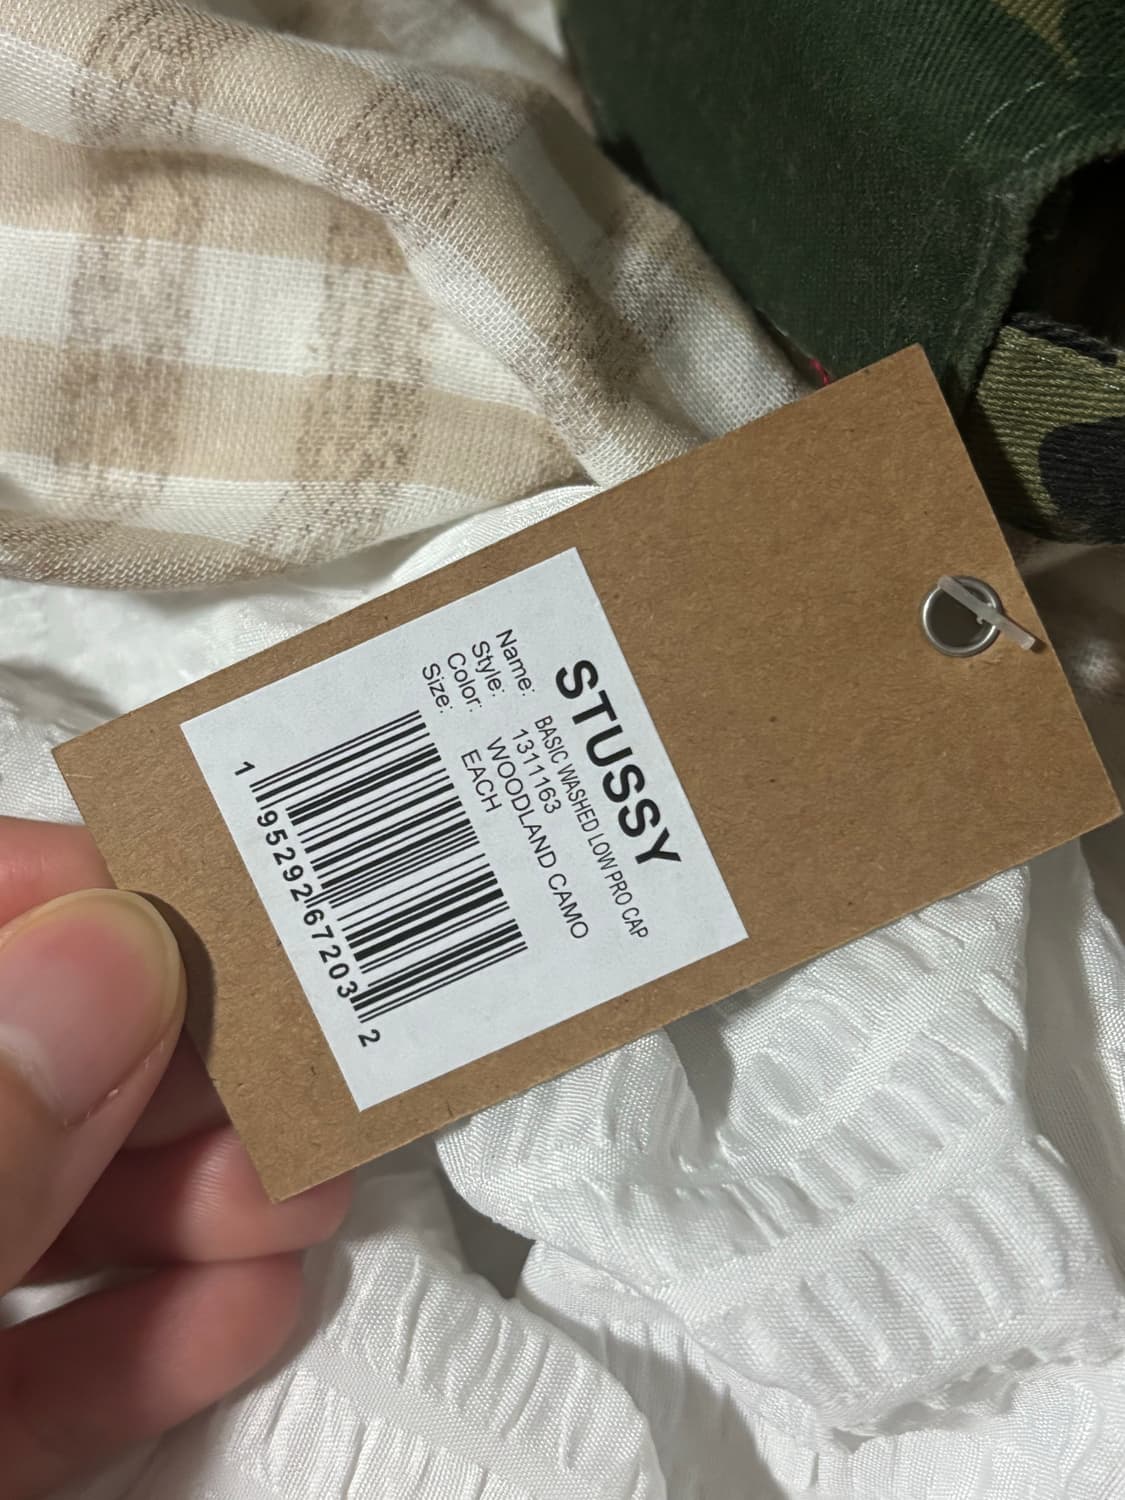 STUSSY
Name: BASIC WASHED LOW PRO CAP
Style: 1311163
Color: WOODLAND CAMO
Size: EACH
1 95292 67203 2